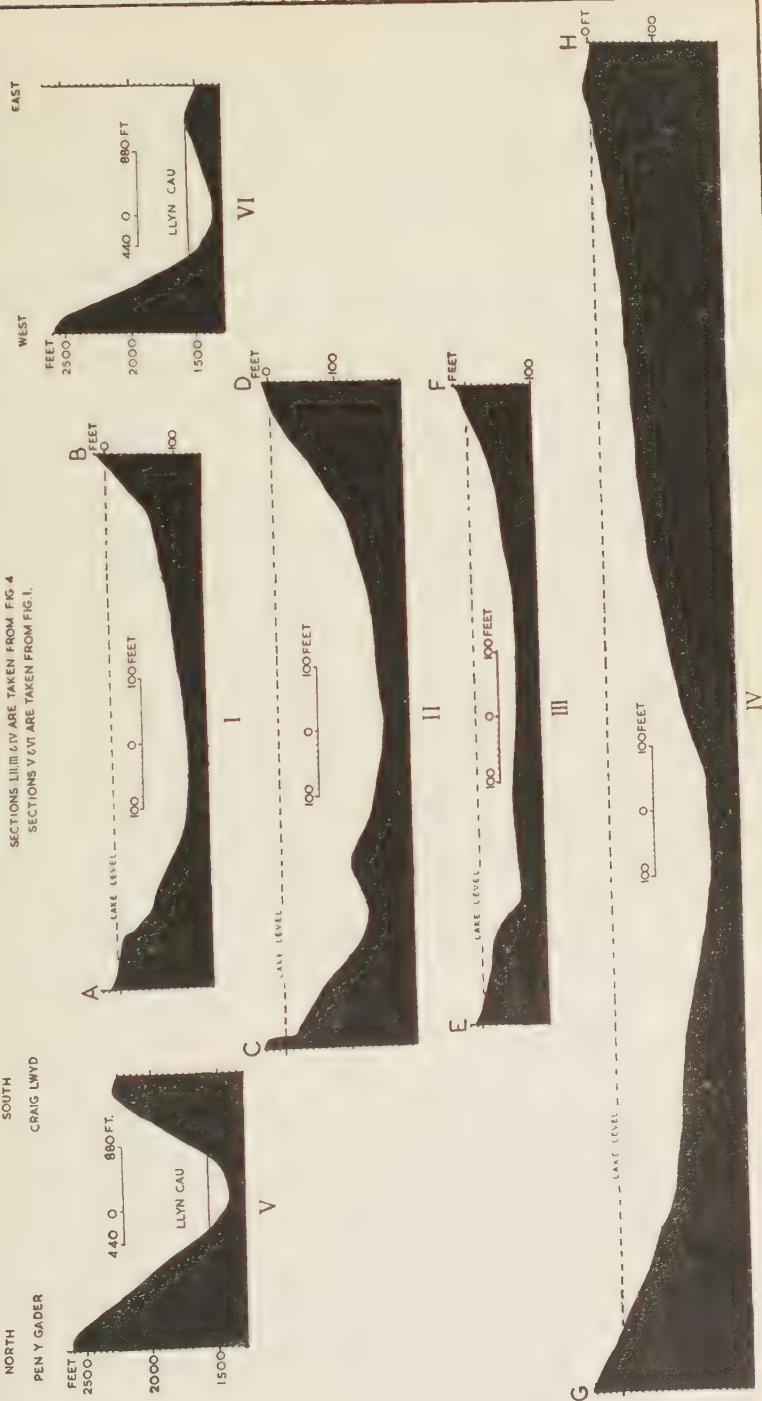 SECTIONS I,II,III & IV ARE TAKEN FROM FIG 4
SECTIONS V & VI ARE TAKEN FROM FIG. I.
NORTH
SOUTH
PEN Y GADER
CRAIG LWYD
FEET
2500
2000
1500
440 0 880 FT.
LLYN CAU
V
A
B
FEET
0
100
LAKE LEVEL
100 0 100 FEET
I
WEST
EAST
FEET
2500
2000
1500
440 0 880 FT
LLYN CAU
VI
C
D
FEET
0
100
LAKE LEVEL
100 0 100 FEET
II
E
F
FEET
100
LAKE LEVEL
100 0 100 FEET
III
G
H
0 FT
100
LAKE LEVEL
100 0 100 FEET
IV